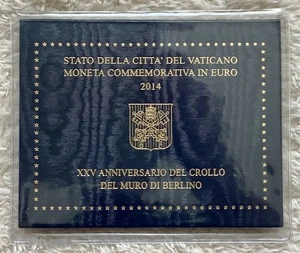 STATO DELLA CITTA' DEL VATICANO
MONETA COMMEMORATIVA IN EURO
2014
XXV ANNIVERSARIO DEL CROLLO
DEL MURO DI BERLINO